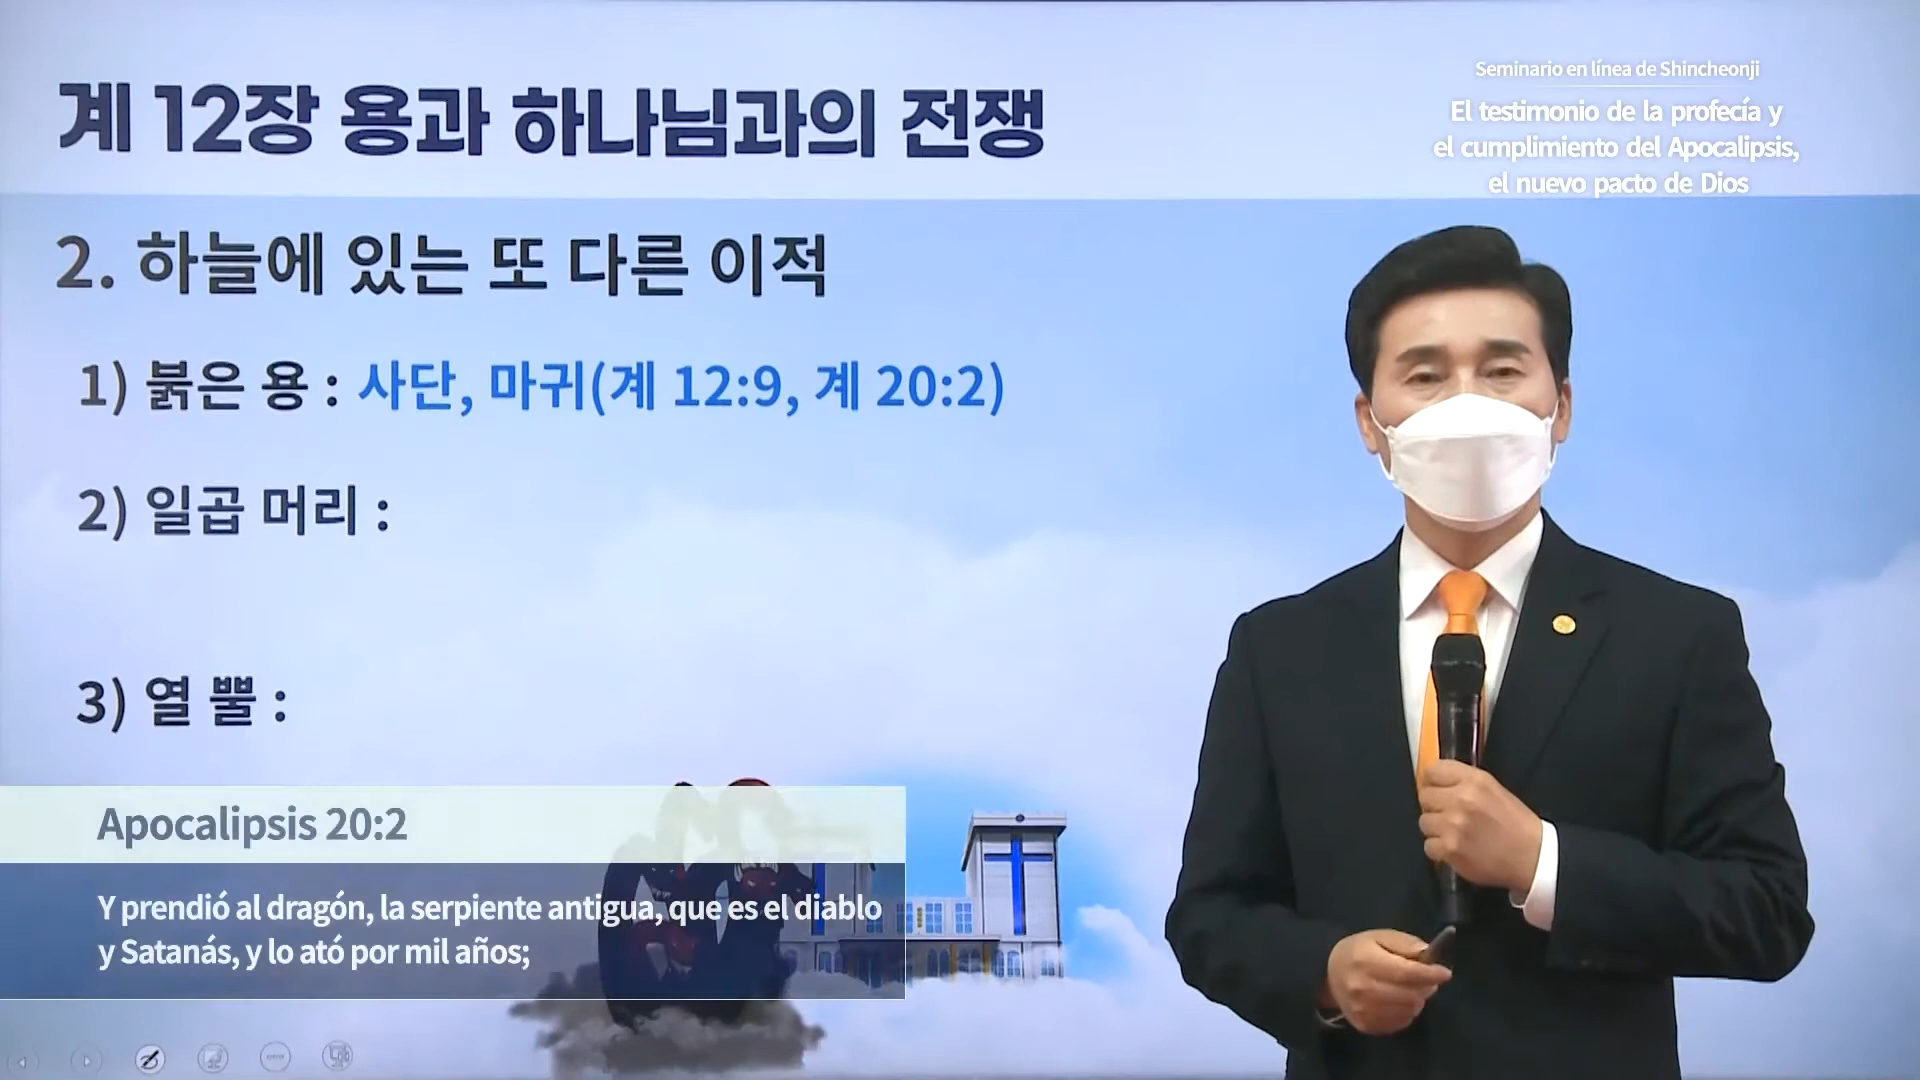 계 12장 용과 하나님과의 전쟁
Seminario en línea de Shincheonji
El testimonio de la profecía y
el cumplimiento del Apocalipsis,
el nuevo pacto de Dios
2. 하늘에 있는 또 다른 이적
1) 붉은 용 : 사단, 마귀(계 12:9, 계 20:2)
2) 일곱 머리 :
3) 열 뿔 :
Apocalipsis 20:2
Y prendió al dragón, la serpiente antigua, que es el diablo
y Satanás, y lo ató por mil años;